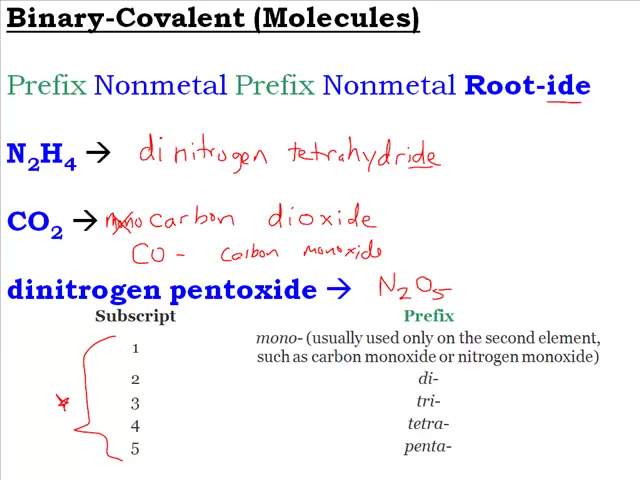 Binary-Covalent (Molecules)
Prefix Nonmetal Prefix Nonmetal Root-ide
N₂H₄ → dinitrogen tetrahydride
CO₂ → mono carbon dioxide
CO - carbon monoxide
dinitrogen pentoxide → N₂O₅
Subscript Prefix
1 mono- (usually used only on the second element,
such as carbon monoxide or nitrogen monoxide)
2 di-
3 tri-
4 tetra-
5 penta-